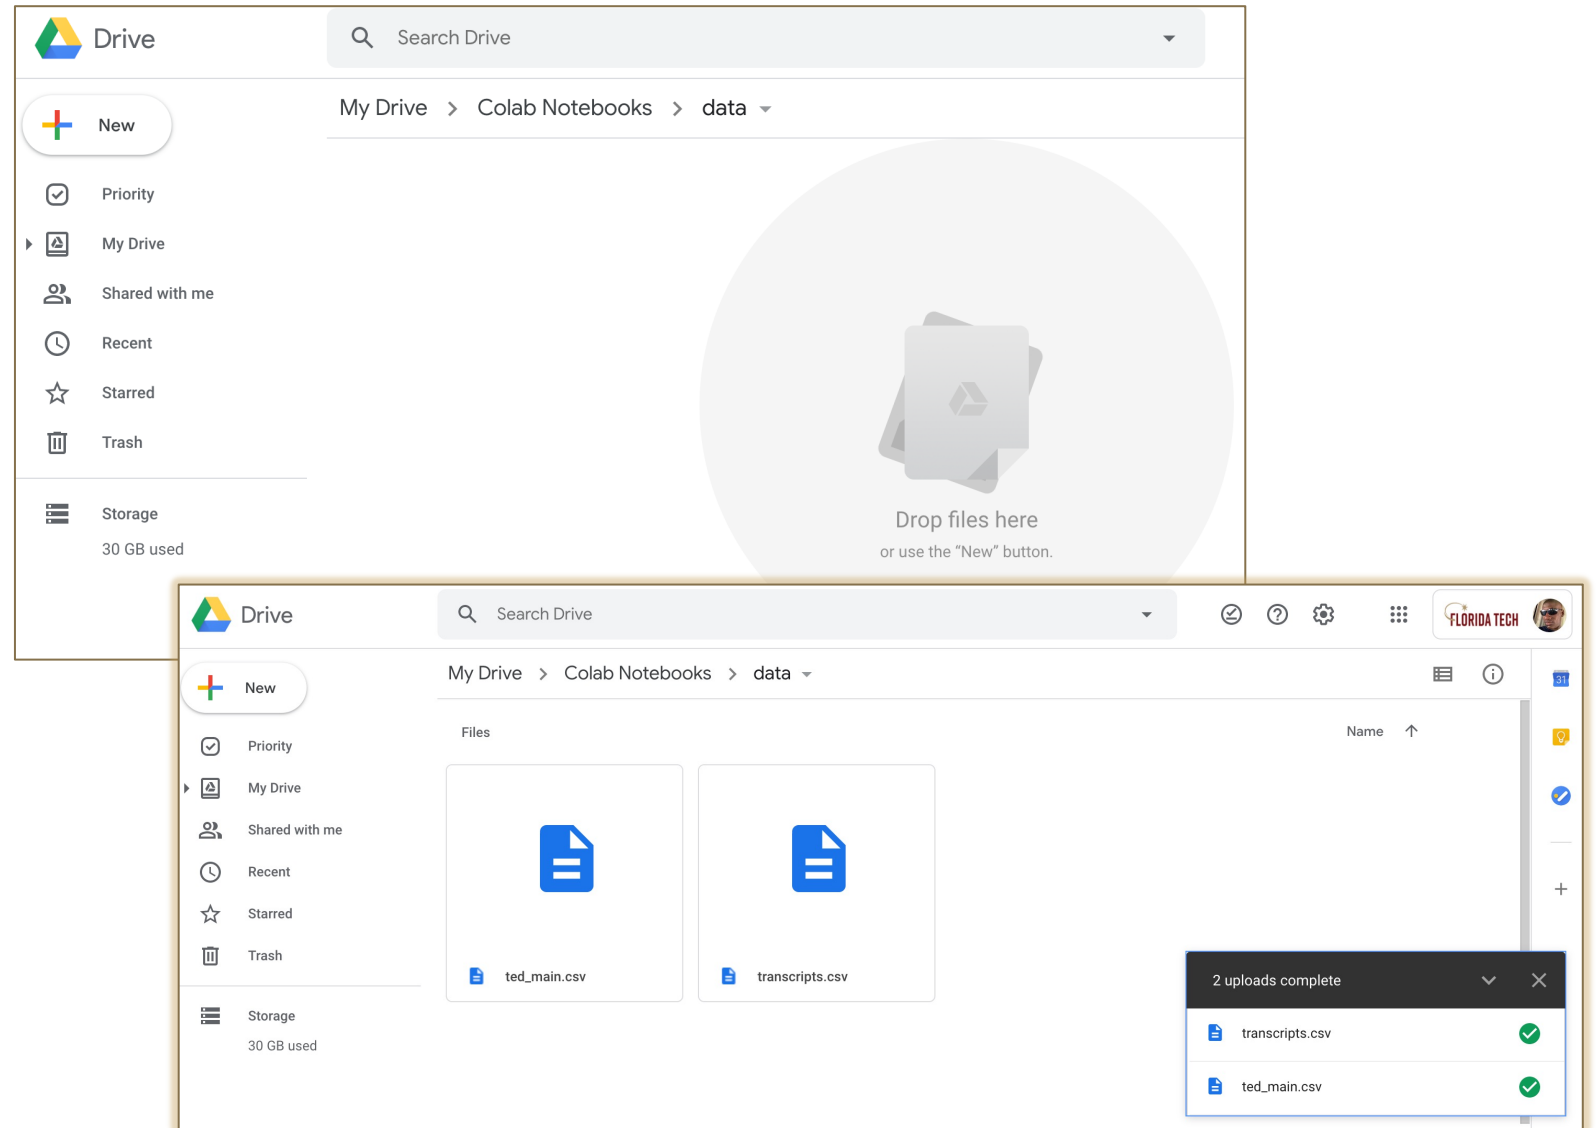 Drive
Search Drive
My Drive > Colab Notebooks > data
New
Priority
My Drive
Shared with me
Recent
Starred
Trash
Storage
30 GB used
Drop files here
or use the “New” button.
Drive
Search Drive
FLORIDA TECH
My Drive > Colab Notebooks > data
31
New
Priority
My Drive
Shared with me
Recent
Starred
Trash
Storage
30 GB used
Files
Name
ted_main.csv
transcripts.csv
2 uploads complete
transcripts.csv
ted_main.csv